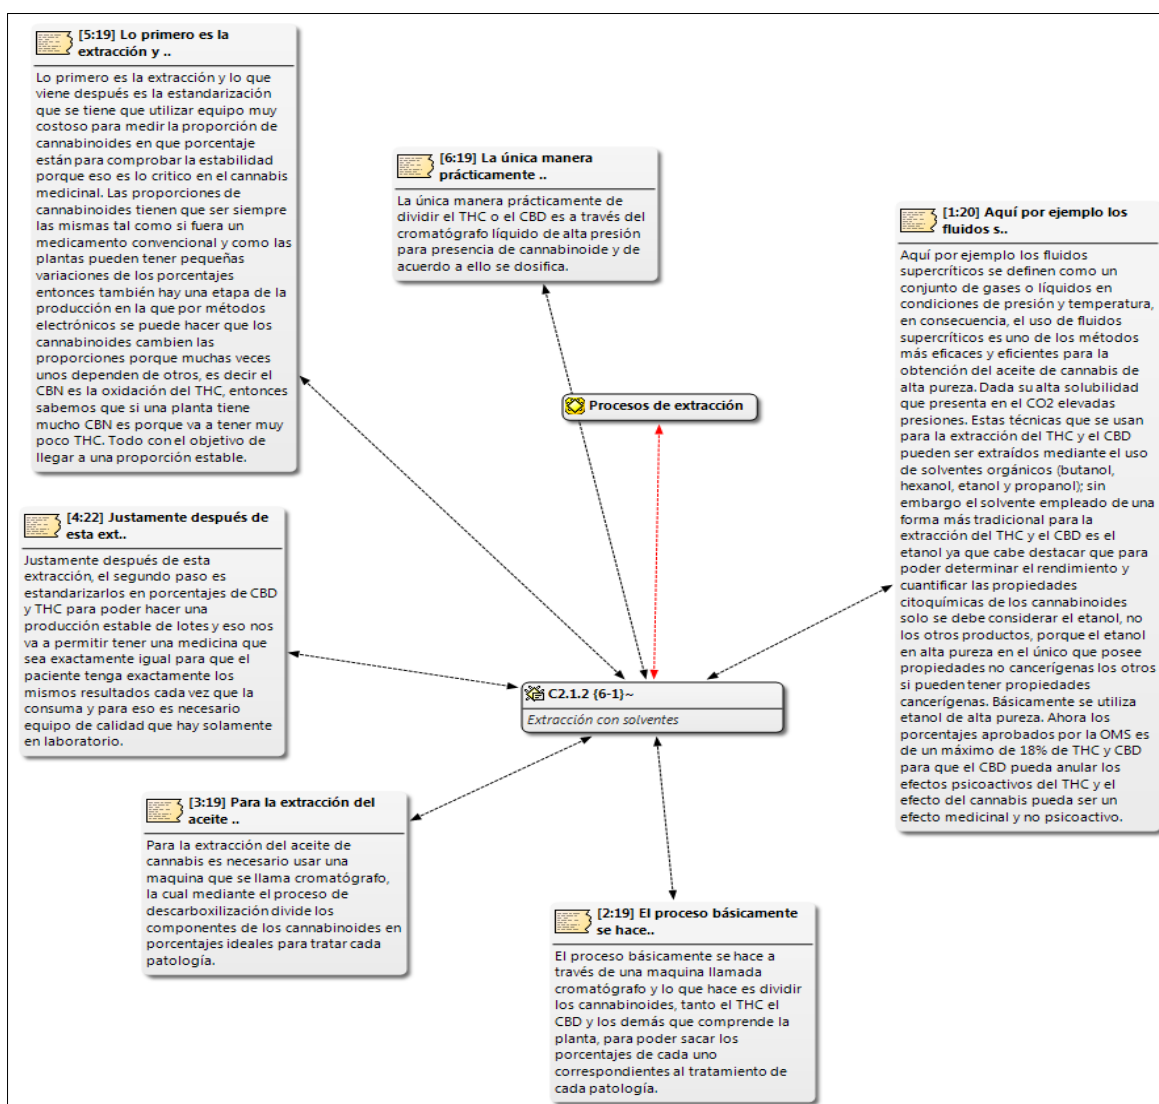 [5:19] Lo primero es la
extracción y ..
Lo primero es la extracción y lo que
viene después es la estandarización
que se tiene que utilizar equipo muy
costoso para medir la proporción de
cannabinoides en que porcentaje
están para comprobar la estabilidad
porque eso es lo critico en el cannabis
medicinal. Las proporciones de
cannabinoides tienen que ser siempre
las mismas tal como si fuera un
medicamento convencional y como las
plantas pueden tener pequeñas
variaciones de los porcentajes
entonces también hay una etapa de la
producción en la que por métodos
electrónicos se puede hacer que los
cannabinoides cambien las
proporciones porque muchas veces
unos dependen de otros, es decir el
CBN es la oxidación del THC, entonces
sabemos que si una planta tiene
mucho CBN es porque va a tener muy
poco THC. Todo con el objetivo de
llegar a una proporción estable.
[6:19] La única manera
prácticamente ..
La única manera prácticamente de
dividir el THC o el CBD es a través del
cromatógrafo líquido de alta presión
para presencia de cannabinoide y de
acuerdo a ello se dosifica.
[1:20] Aquí por ejemplo los
fluidos s..
Aquí por ejemplo los fluidos
supercríticos se definen como un
conjunto de gases o líquidos en
condiciones de presión y temperatura,
en consecuencia, el uso de fluidos
supercríticos es uno de los métodos
más eficaces y eficientes para la
obtención del aceite de cannabis de
alta pureza. Dada su alta solubilidad
que presenta en el CO2 elevadas
presiones. Estas técnicas que se usan
para la extracción del THC y el CBD
pueden ser extraídos mediante el uso
de solventes orgánicos (butanol,
hexanol, etanol y propanol); sin
embargo el solvente empleado de una
forma más tradicional para la
extracción del THC y el CBD es el
etanol ya que cabe destacar que para
poder determinar el rendimiento y
cuantificar las propiedades
citoquímicas de los cannabinoides
solo se debe considerar el etanol, no
los otros productos, porque el etanol
en alta pureza en el único que posee
propiedades no cancerígenas los otros
si pueden tener propiedades
cancerígenas. Básicamente se utiliza
etanol de alta pureza. Ahora los
porcentajes aprobados por la OMS es
de un máximo de 18% de THC y CBD
para que el CBD pueda anular los
efectos psicoactivos del THC y el
efecto del cannabis pueda ser un
efecto medicinal y no psicoactivo.
Procesos de extracción
[4:22] Justamente después de
esta ext..
Justamente después de esta
extracción, el segundo paso es
estandarizarlos en porcentajes de CBD
y THC para poder hacer una
producción estable de lotes y eso nos
va a permitir tener una medicina que
sea exactamente igual para que el
paciente tenga exactamente los
mismos resultados cada vez que la
consuma y para eso es necesario
equipo de calidad que hay solamente
en laboratorio.
C2.1.2 {6-1}~
Extracción con solventes
[3:19] Para la extracción del
aceite ..
Para la extracción del aceite de
cannabis es necesario usar una
maquina que se llama cromatógrafo,
la cual mediante el proceso de
descarboxilización divide los
componentes de los cannabinoides en
porcentajes ideales para tratar cada
patología.
[2:19] El proceso básicamente
se hace..
El proceso básicamente se hace a
través de una maquina llamada
cromatógrafo y lo que hace es dividir
los cannabinoides, tanto el THC el
CBD y los demás que comprende la
planta, para poder sacar los
porcentajes de cada uno
correspondientes al tratamiento de
cada patología.